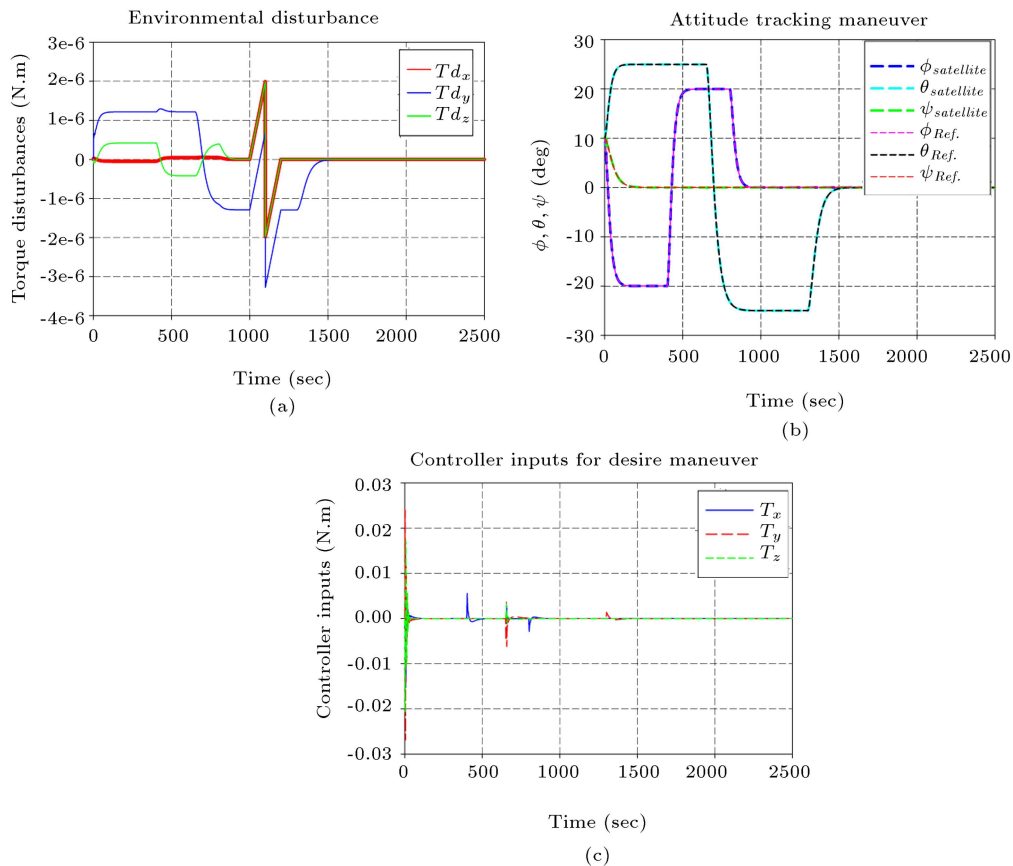 Environmental disturbance
Torque disturbances (N.m)
3e-6
2e-6
1e-6
0
-1e-6
-2e-6
-3e-6
-4e-6
Td_x
Td_y
Td_z
0 500 1000 1500 2000 2500
Time (sec)
(a)
Attitude tracking maneuver
ϕ, θ, ψ (deg)
30
20
10
0
-10
-20
-30
ϕ_satellite
θ_satellite
ψ_satellite
ϕ_Ref.
θ_Ref.
ψ_Ref.
0 500 1000 1500 2000 2500
Time (sec)
(b)
Controller inputs for desire maneuver
Controller inputs (N.m)
0.03
0.02
0.01
0.00
-0.01
-0.02
-0.03
T_x
T_y
T_z
0 500 1000 1500 2000 2500
Time (sec)
(c)